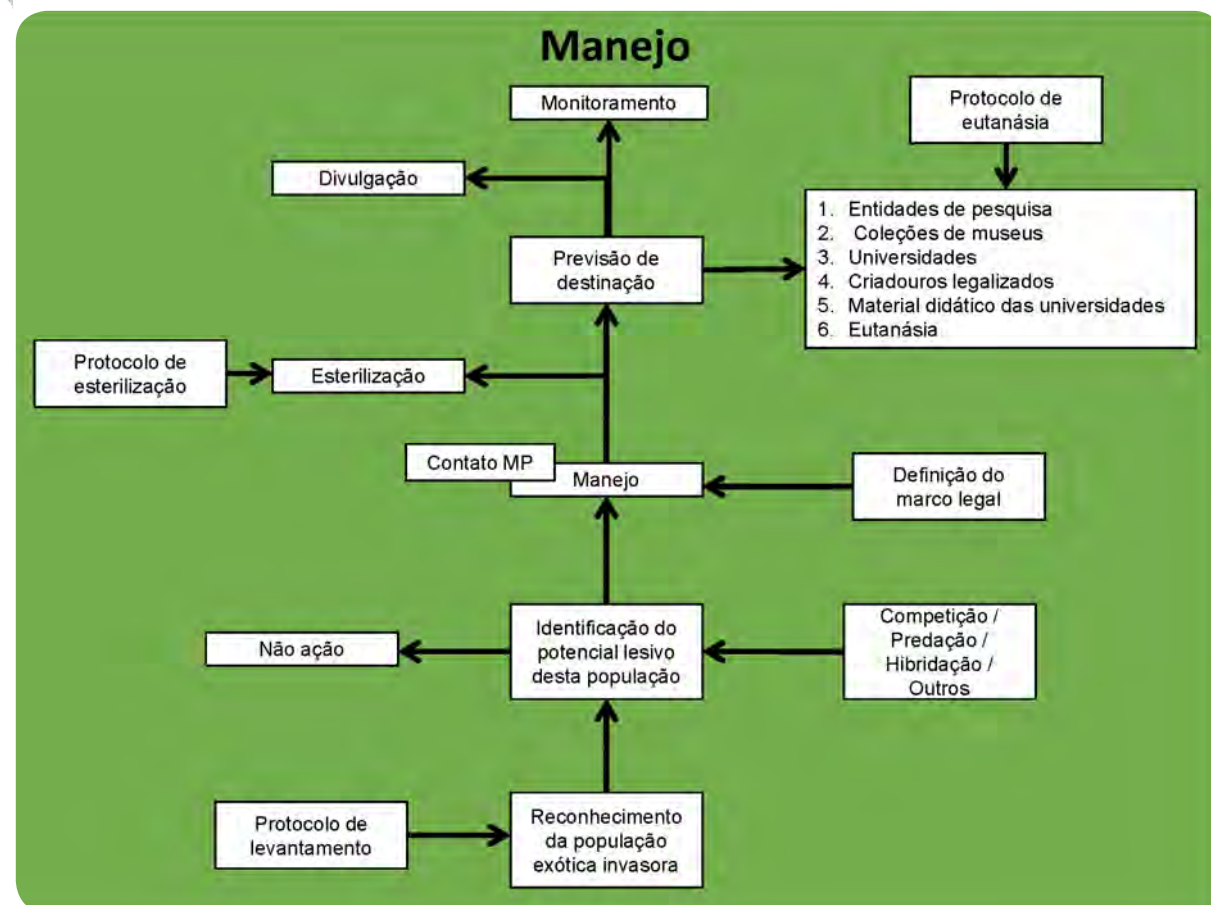 Manejo
Monitoramento
Protocolo de
eutanásia
Divulgação
1. Entidades de pesquisa
2. Coleções de museus
3. Universidades
4. Criadouros legalizados
5. Material didático das universidades
6. Eutanásia
Previsão de
destinação
Protocolo de
esterilização
Esterilização
Contato MP
Manejo
Definição do
marco legal
Não ação
Identificação do
potencial lesivo
desta população
Competição /
Predação /
Hibridação /
Outros
Protocolo de
levantamento
Reconhecimento
da população
exótica invasora